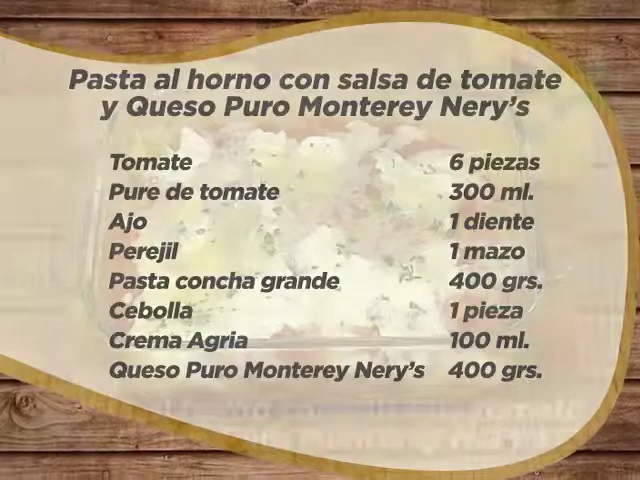 Pasta al horno con salsa de tomate
y Queso Puro Monterey Nery's
Tomate 6 piezas
Pure de tomate 300 ml.
Ajo 1 diente
Perejil 1 mazo
Pasta concha grande 400 grs.
Cebolla 1 pieza
Crema Agria 100 ml.
Queso Puro Monterey Nery's 400 grs.